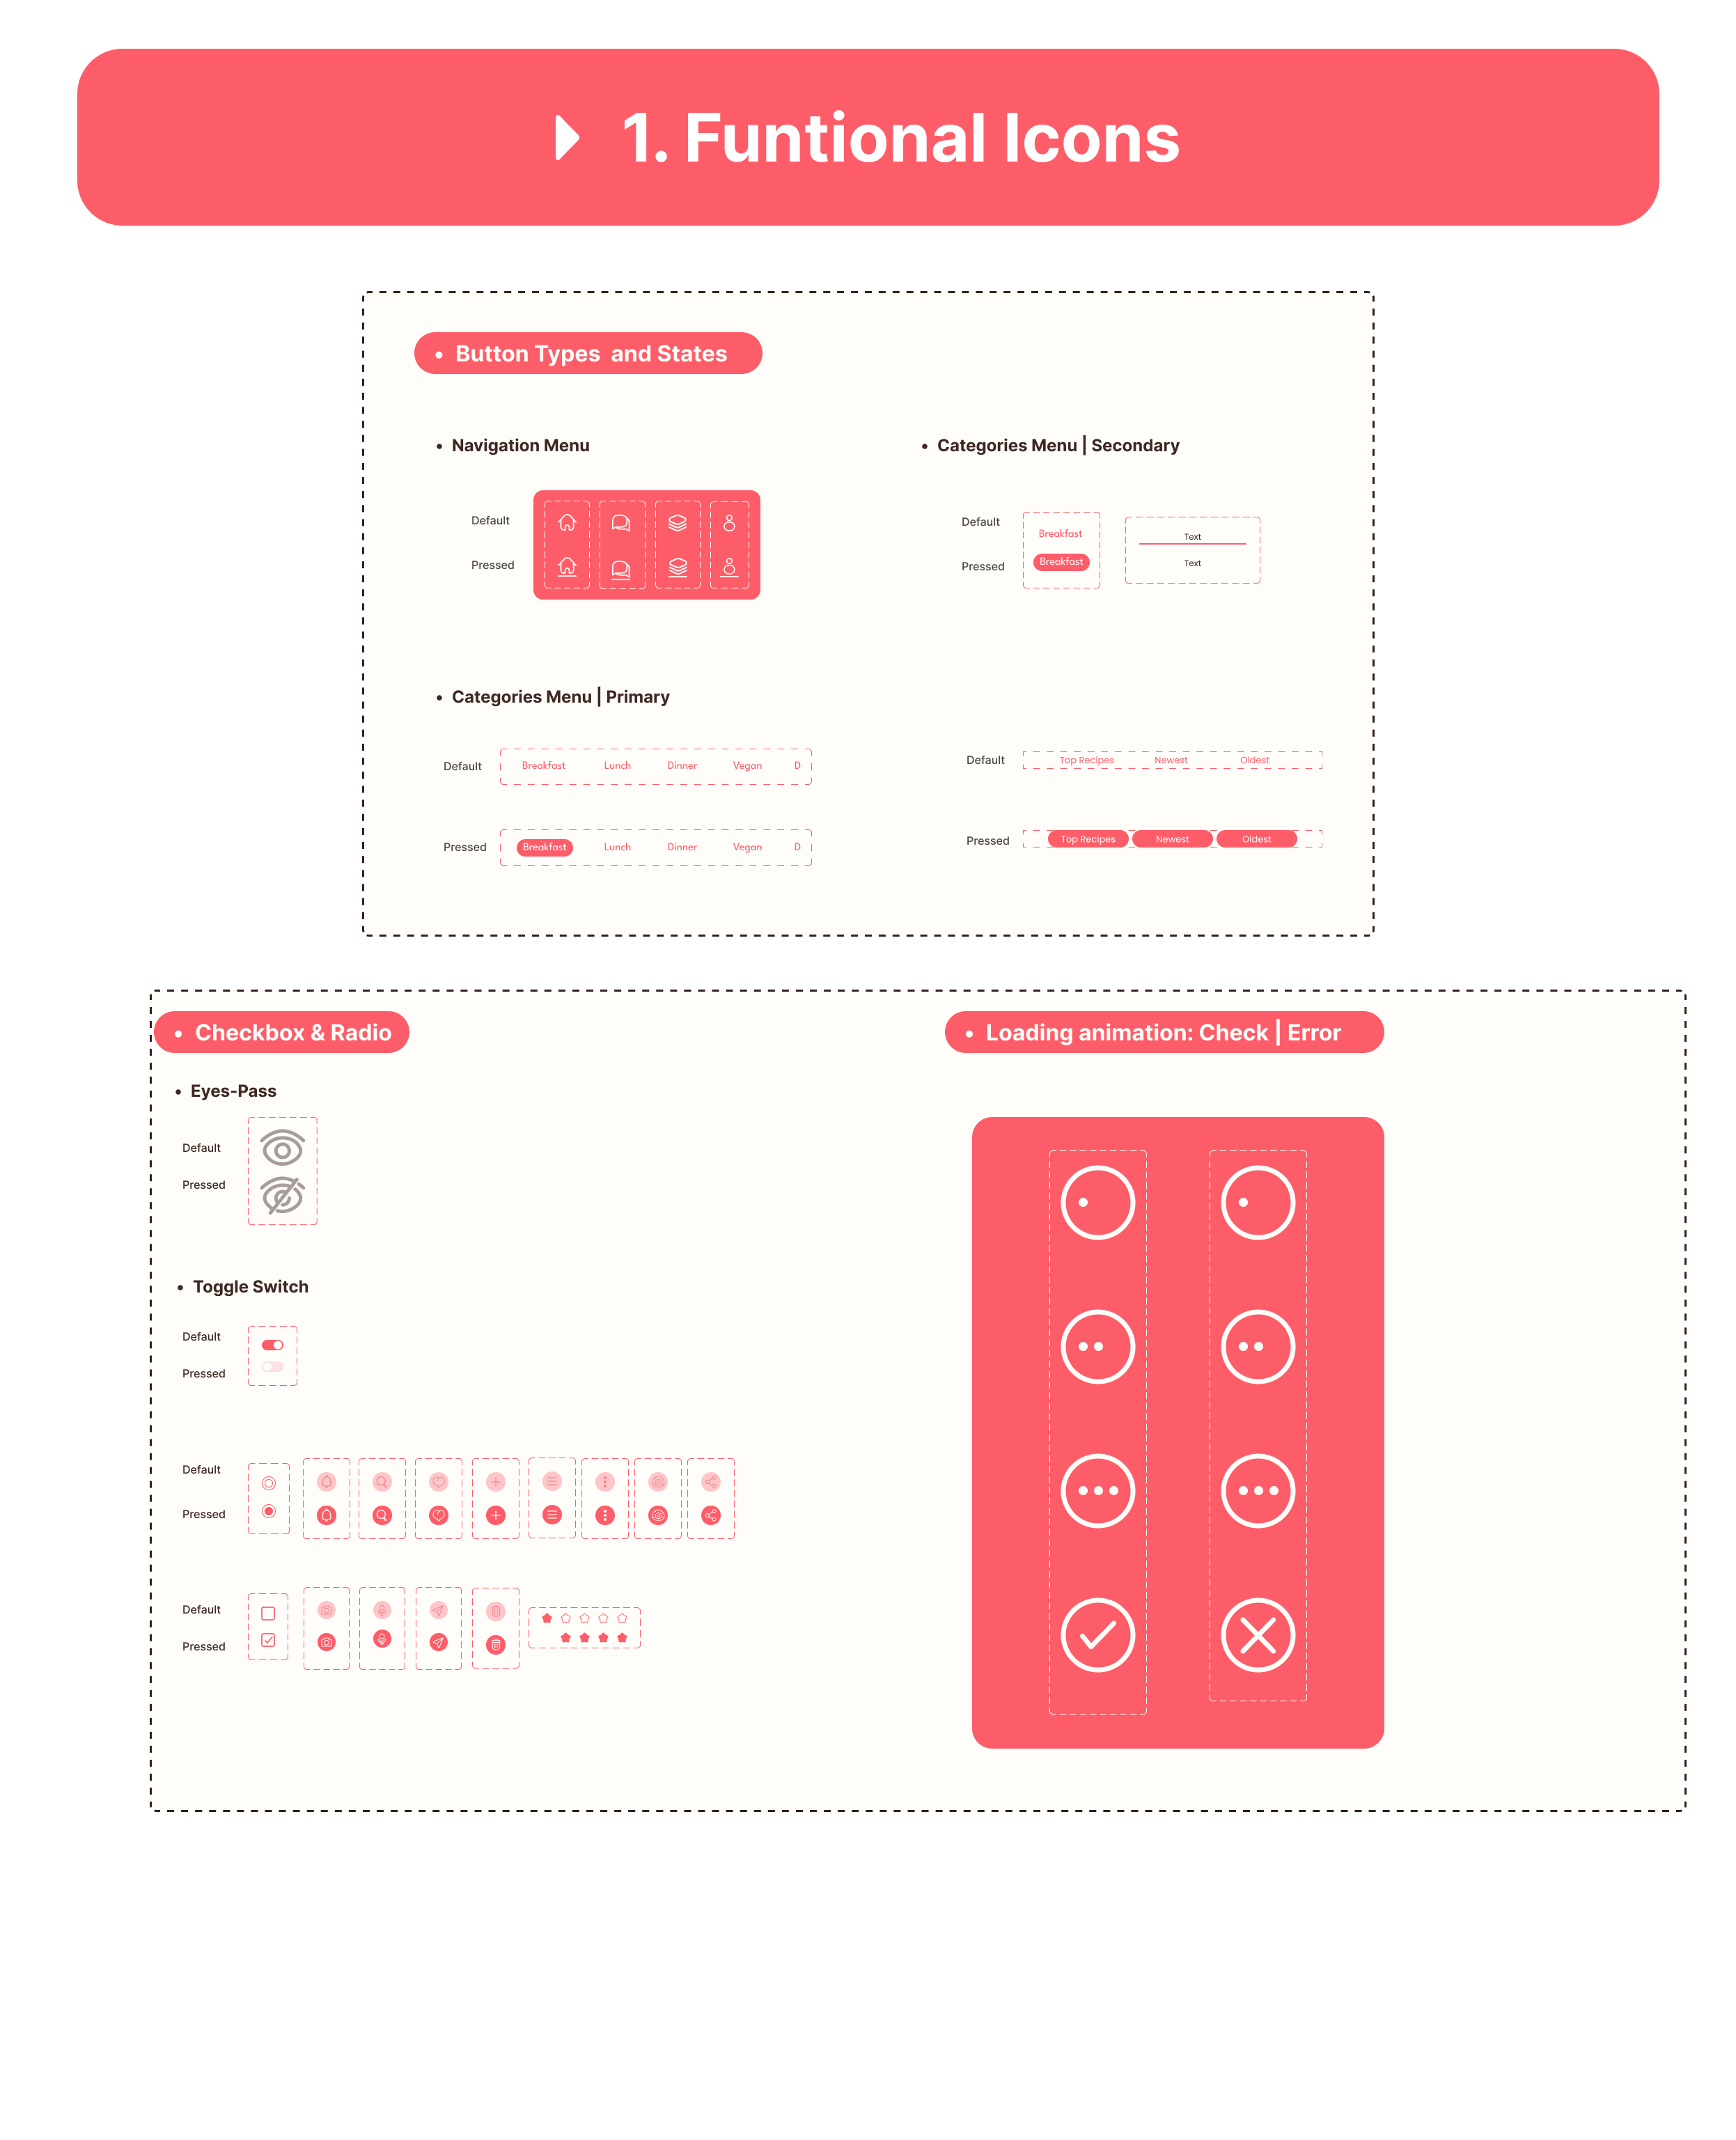 1. Funtional Icons
Button Types and States
Navigation Menu
Default
Pressed
Categories Menu | Secondary
Default
Pressed
Breakfast
Breakfast
Text
Text
Categories Menu | Primary
Default
Breakfast Lunch Dinner Vegan D
Pressed
Breakfast Lunch Dinner Vegan D
Default
Top Recipes Newest Oldest
Pressed
Top Recipes Newest Oldest
Checkbox & Radio
Eyes-Pass
Default
Pressed
Toggle Switch
Default
Pressed
Default
Pressed
Default
Pressed
Loading animation: Check | Error